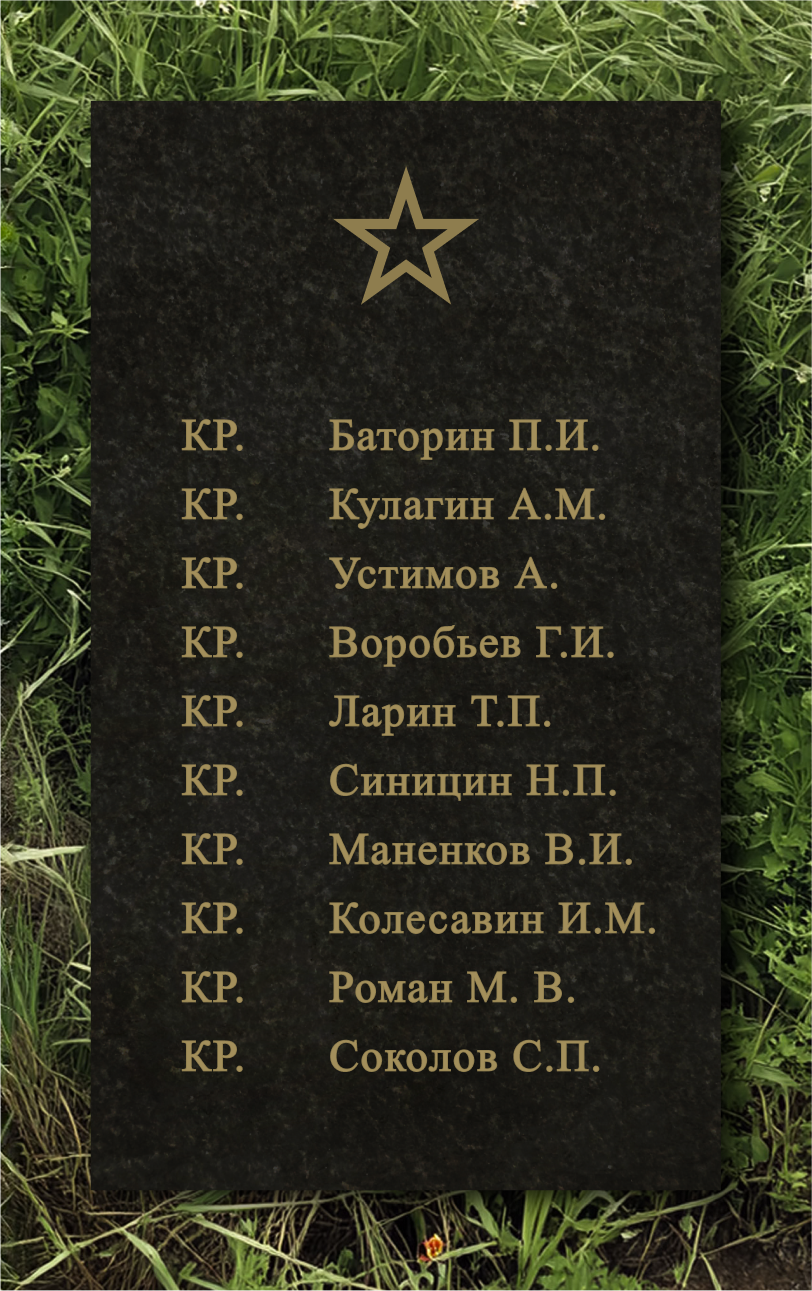 КР. Баторин П.И.
КР. Кулагин А.М.
КР. Устимов А.
КР. Воробьев Г.И.
КР. Ларин Т.П.
КР. Синицин Н.П.
КР. Маненков В.И.
КР. Колесавин И.М.
КР. Роман М. В.
КР. Соколов С.П.